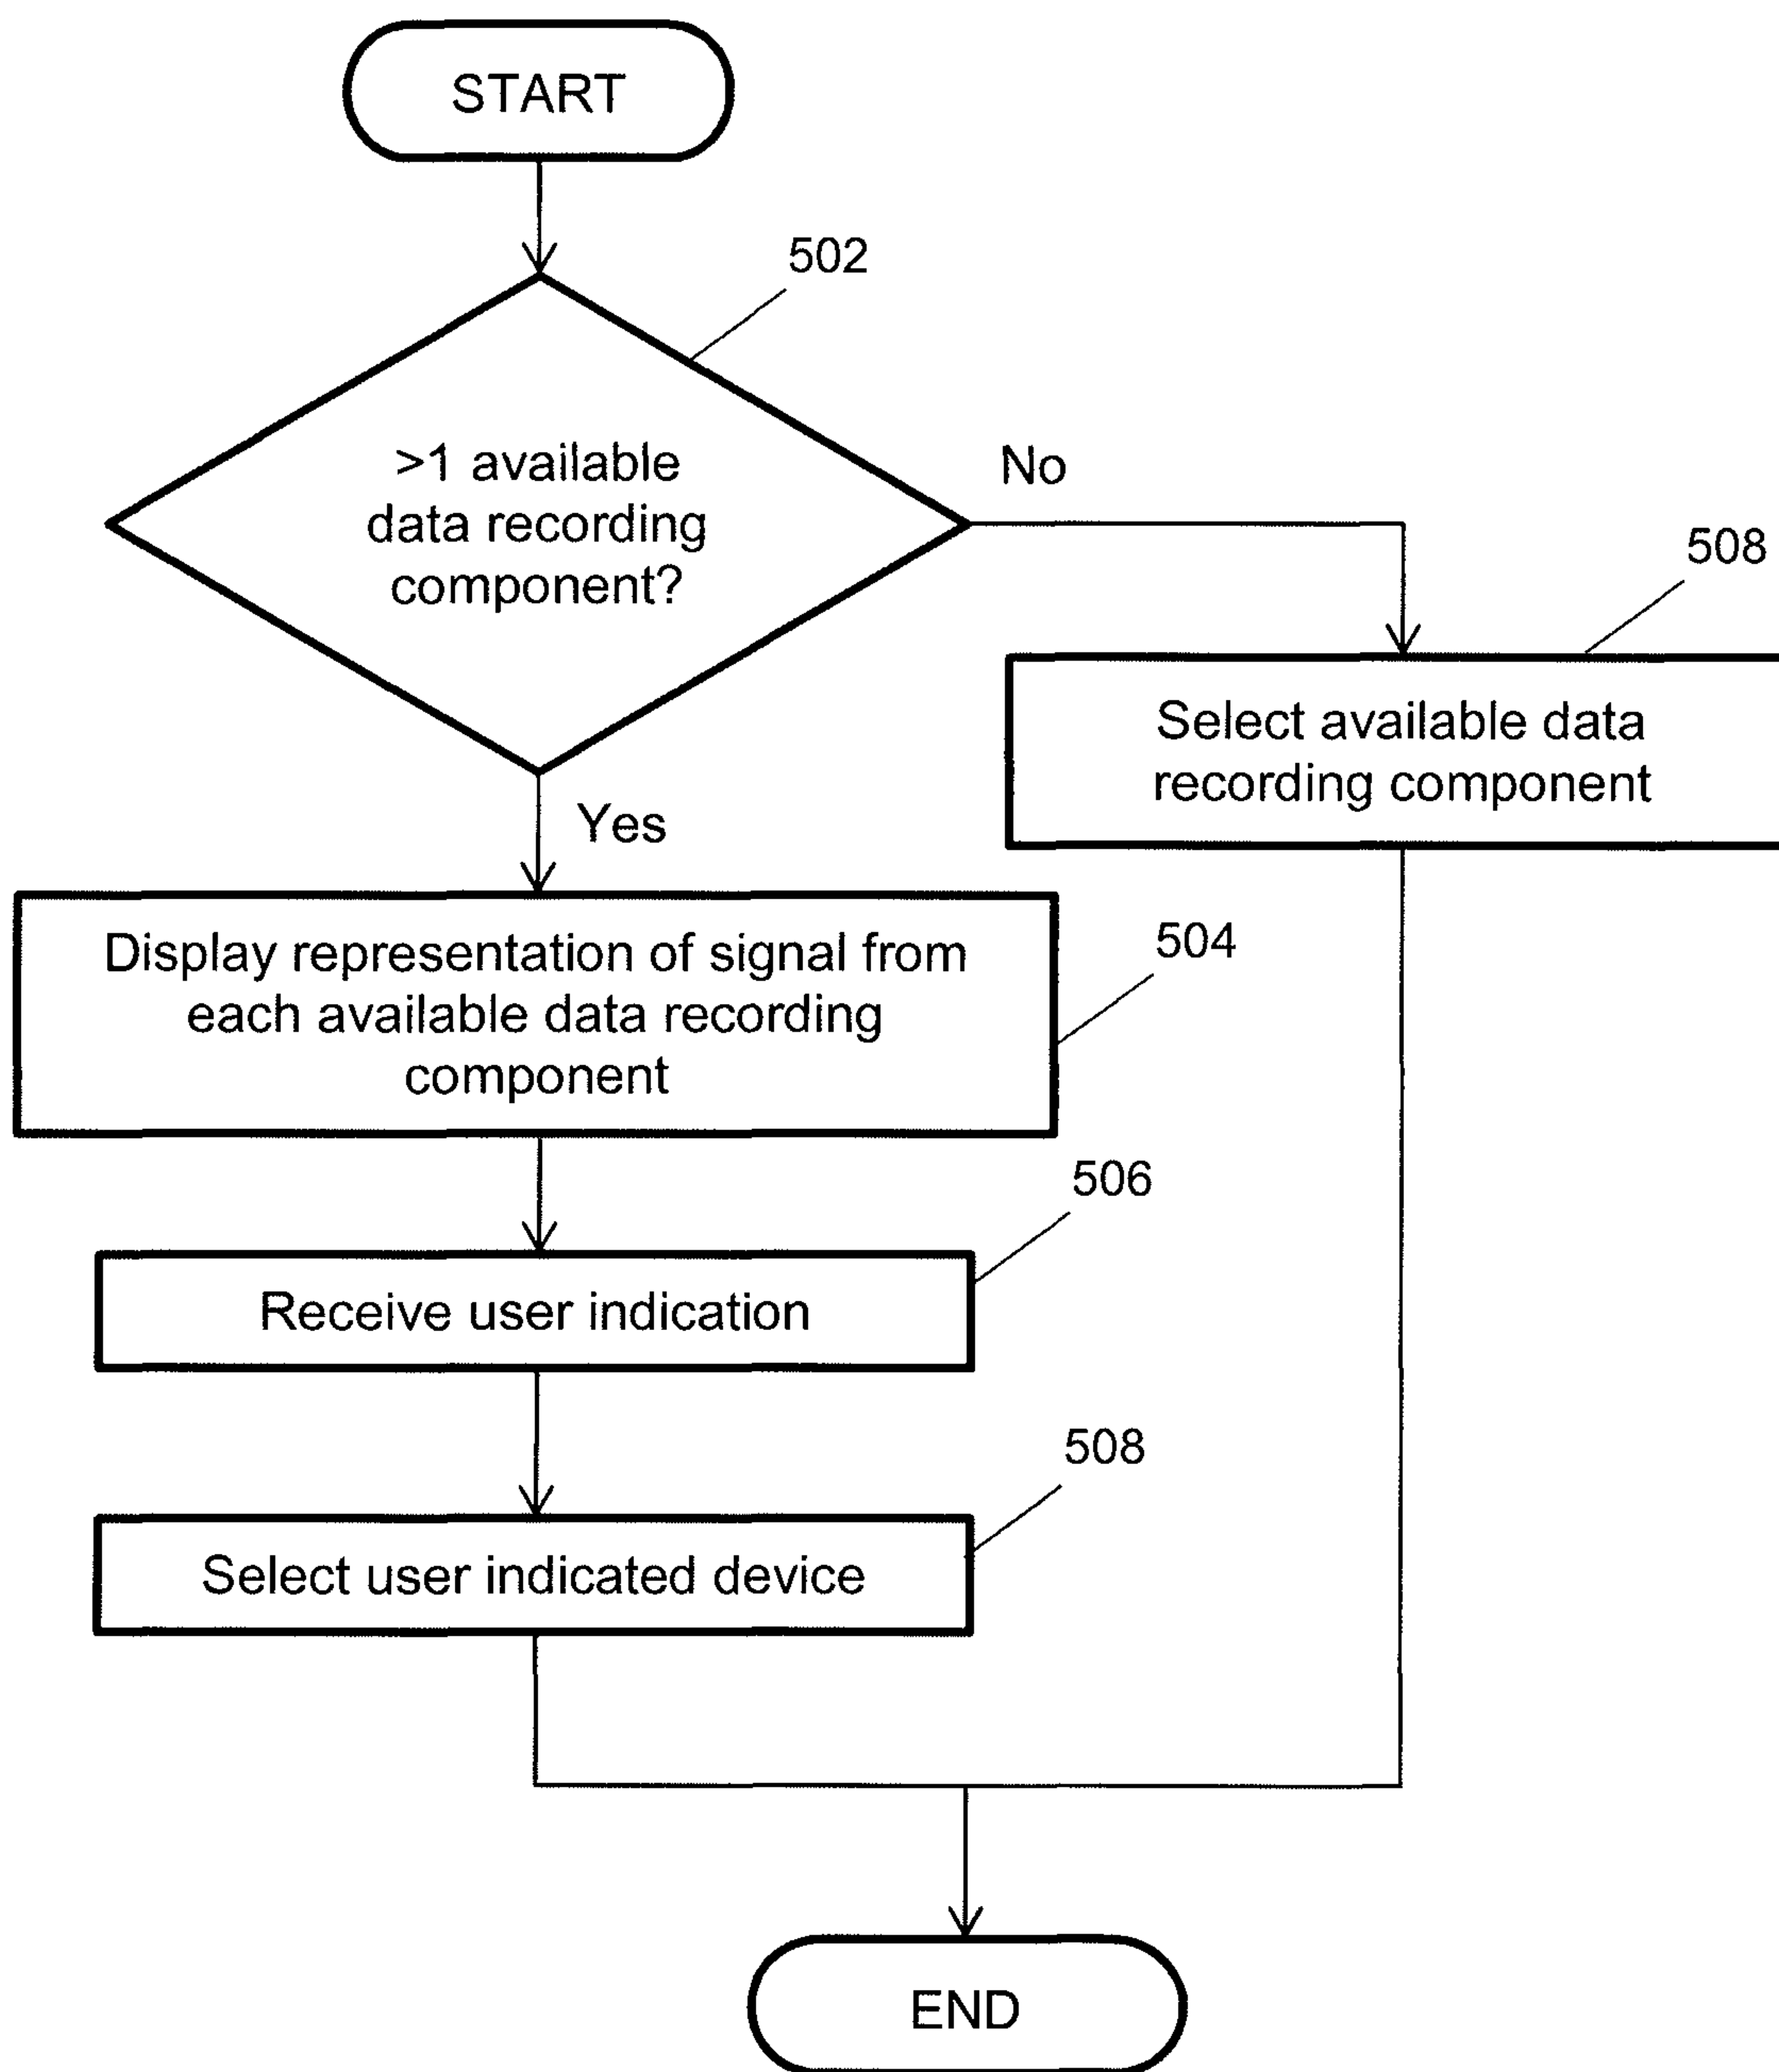 START
502
>1 available
data recording
component?
No
508
Select available data
recording component
Yes
Display representation of signal from
each available data recording
component
504
506
Receive user indication
508
Select user indicated device
END